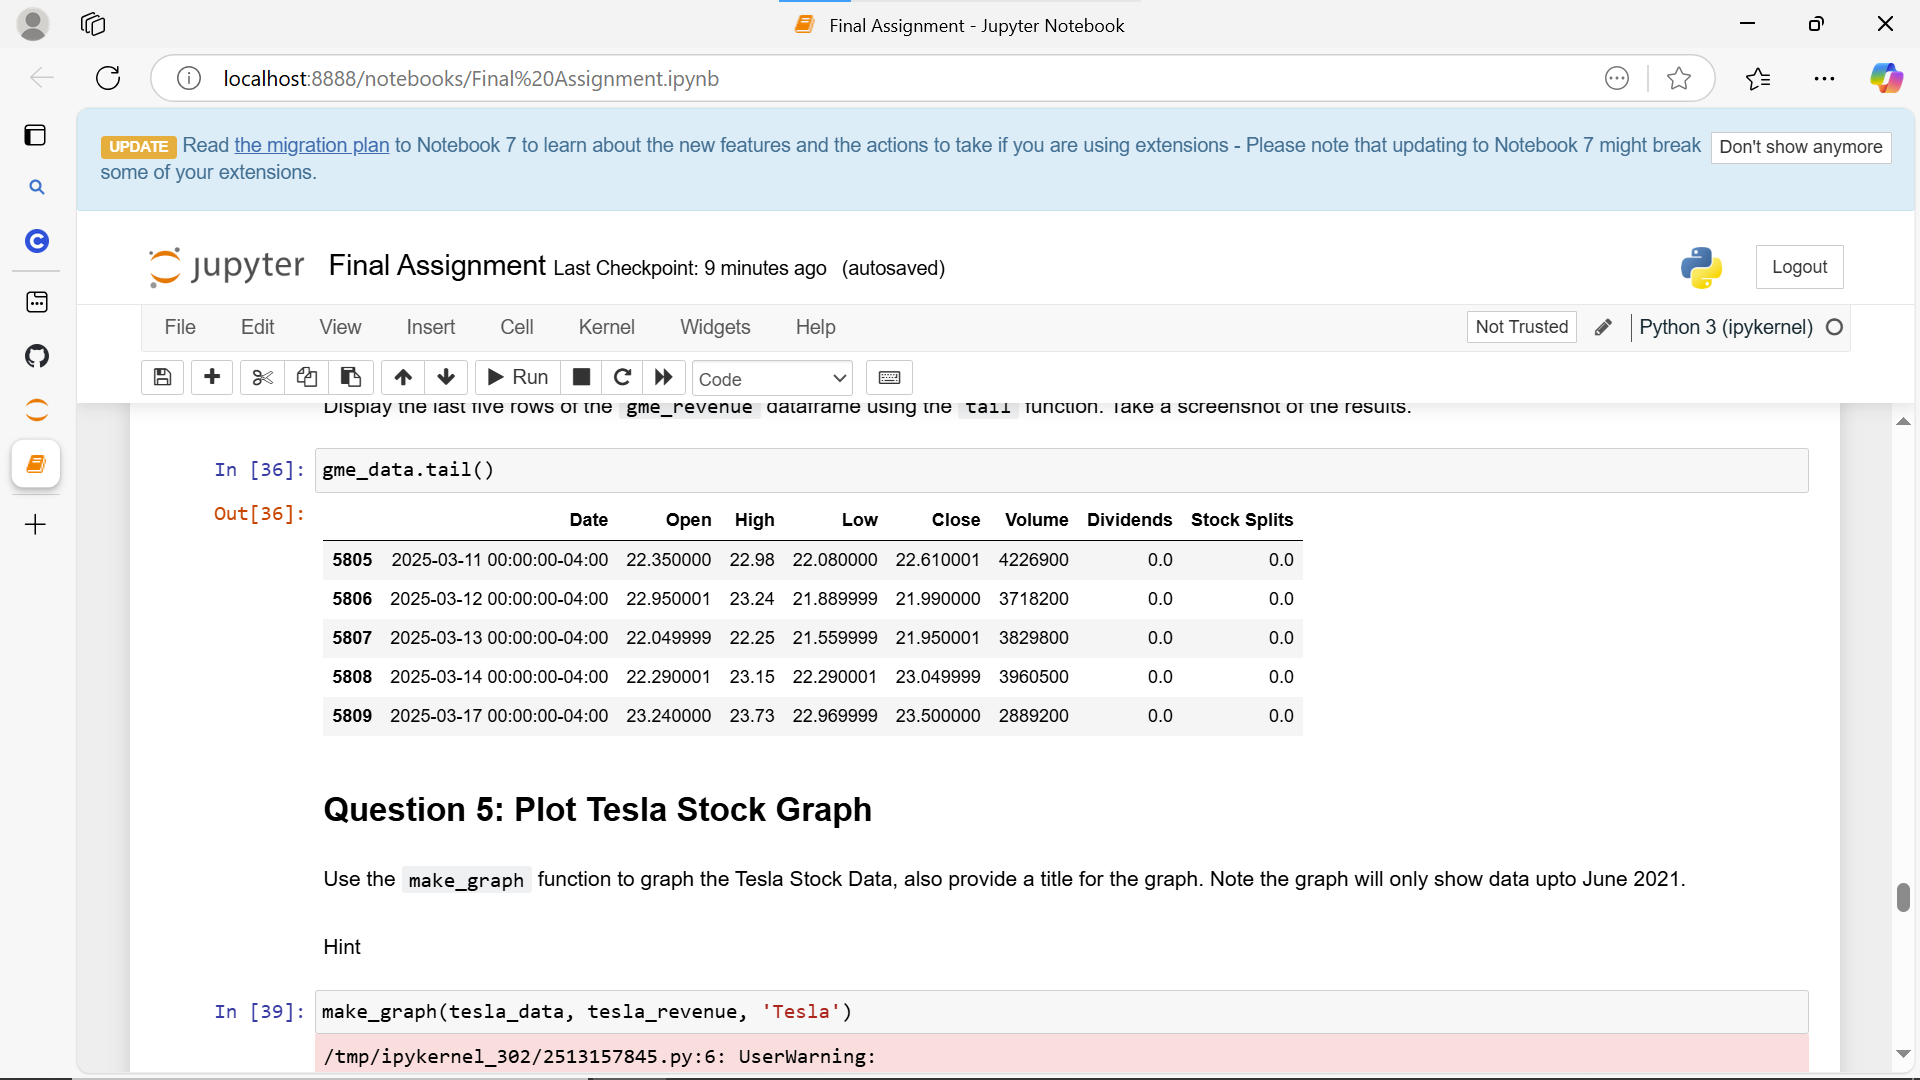 Final Assignment - Jupyter Notebook
localhost:8888/notebooks/Final%20Assignment.ipynb
UPDATE Read the migration plan to Notebook 7 to learn about the new features and the actions to take if you are using extensions - Please note that updating to Notebook 7 might break
some of your extensions.
Don't show anymore
jupyter Final Assignment Last Checkpoint: 9 minutes ago (autosaved)
Logout
File Edit View Insert Cell Kernel Widgets Help
Not Trusted Python 3 (ipykernel)
Run Code
Display the last five rows of the gme_revenue dataframe using the tail function. Take a screenshot of the results.
In [36]: gme_data.tail()
Out[36]:
Date Open High Low Close Volume Dividends Stock Splits
5805 2025-03-11 00:00:00-04:00 22.350000 22.98 22.080000 22.610001 4226900 0.0 0.0
5806 2025-03-12 00:00:00-04:00 22.950001 23.24 21.889999 21.990000 3718200 0.0 0.0
5807 2025-03-13 00:00:00-04:00 22.049999 22.25 21.559999 21.950001 3829800 0.0 0.0
5808 2025-03-14 00:00:00-04:00 22.290001 23.15 22.290001 23.049999 3960500 0.0 0.0
5809 2025-03-17 00:00:00-04:00 23.240000 23.73 22.969999 23.500000 2889200 0.0 0.0
Question 5: Plot Tesla Stock Graph
Use the make_graph function to graph the Tesla Stock Data, also provide a title for the graph. Note the graph will only show data upto June 2021.
Hint
In [39]: make_graph(tesla_data, tesla_revenue, 'Tesla')
/tmp/ipykernel_302/2513157845.py:6: UserWarning: